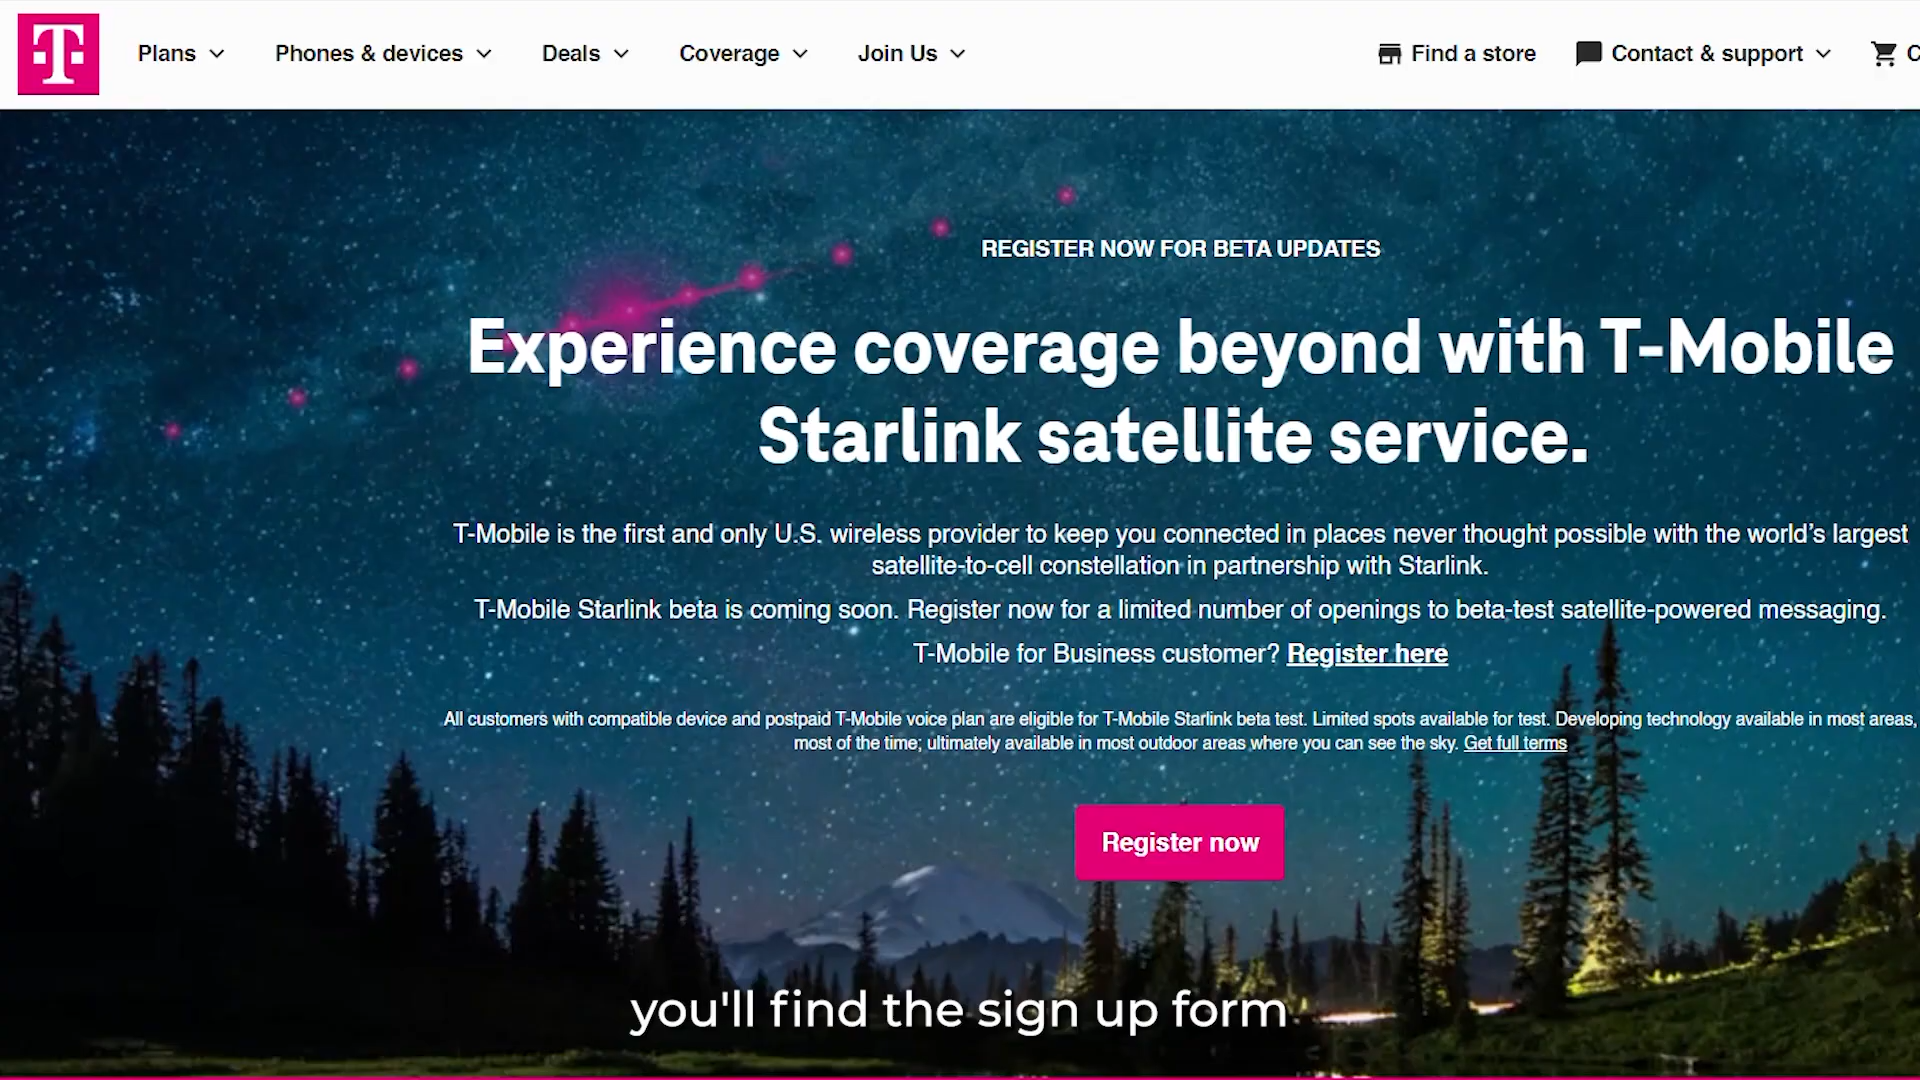 T
Plans
Phones & devices
Deals
Coverage
Join Us
Find a store
Contact & support
REGISTER NOW FOR BETA UPDATES
Experience coverage beyond with T-Mobile
Starlink satellite service.
T-Mobile is the first and only U.S. wireless provider to keep you connected in places never thought possible with the world’s largest
satellite-to-cell constellation in partnership with Starlink.
T-Mobile Starlink beta is coming soon. Register now for a limited number of openings to beta-test satellite-powered messaging.
T-Mobile for Business customer? Register here
All customers with compatible device and postpaid T-Mobile voice plan are eligible for T-Mobile Starlink beta test. Limited spots available for test. Developing technology available in most areas,
most of the time; ultimately available in most outdoor areas where you can see the sky. Get full terms
Register now
you'll find the sign up form